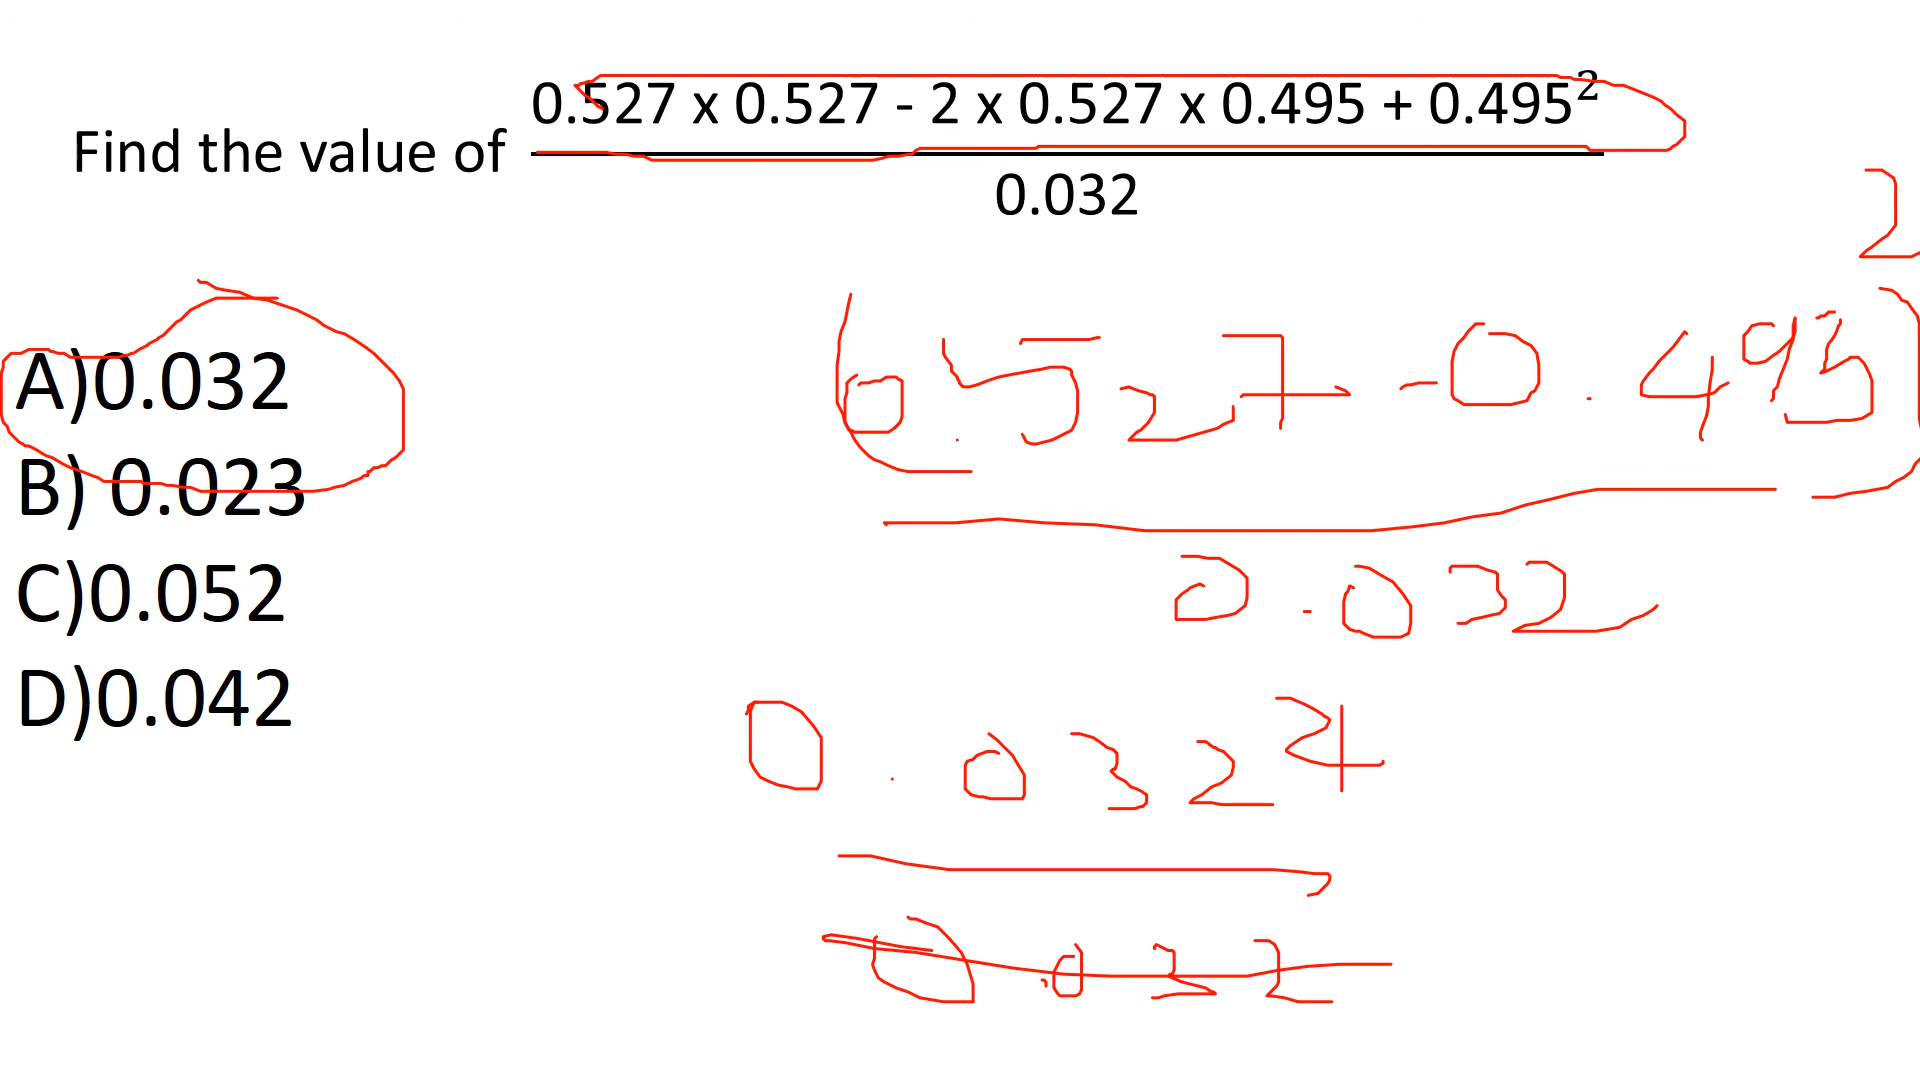 Find the value of
0.527 x 0.527 - 2 x 0.527 x 0.495 + 0.495²
0.032
2
(0.527 - 0.495)
0.032
A)0.032
B) 0.023
C)0.052
D)0.042
0.032
0.032